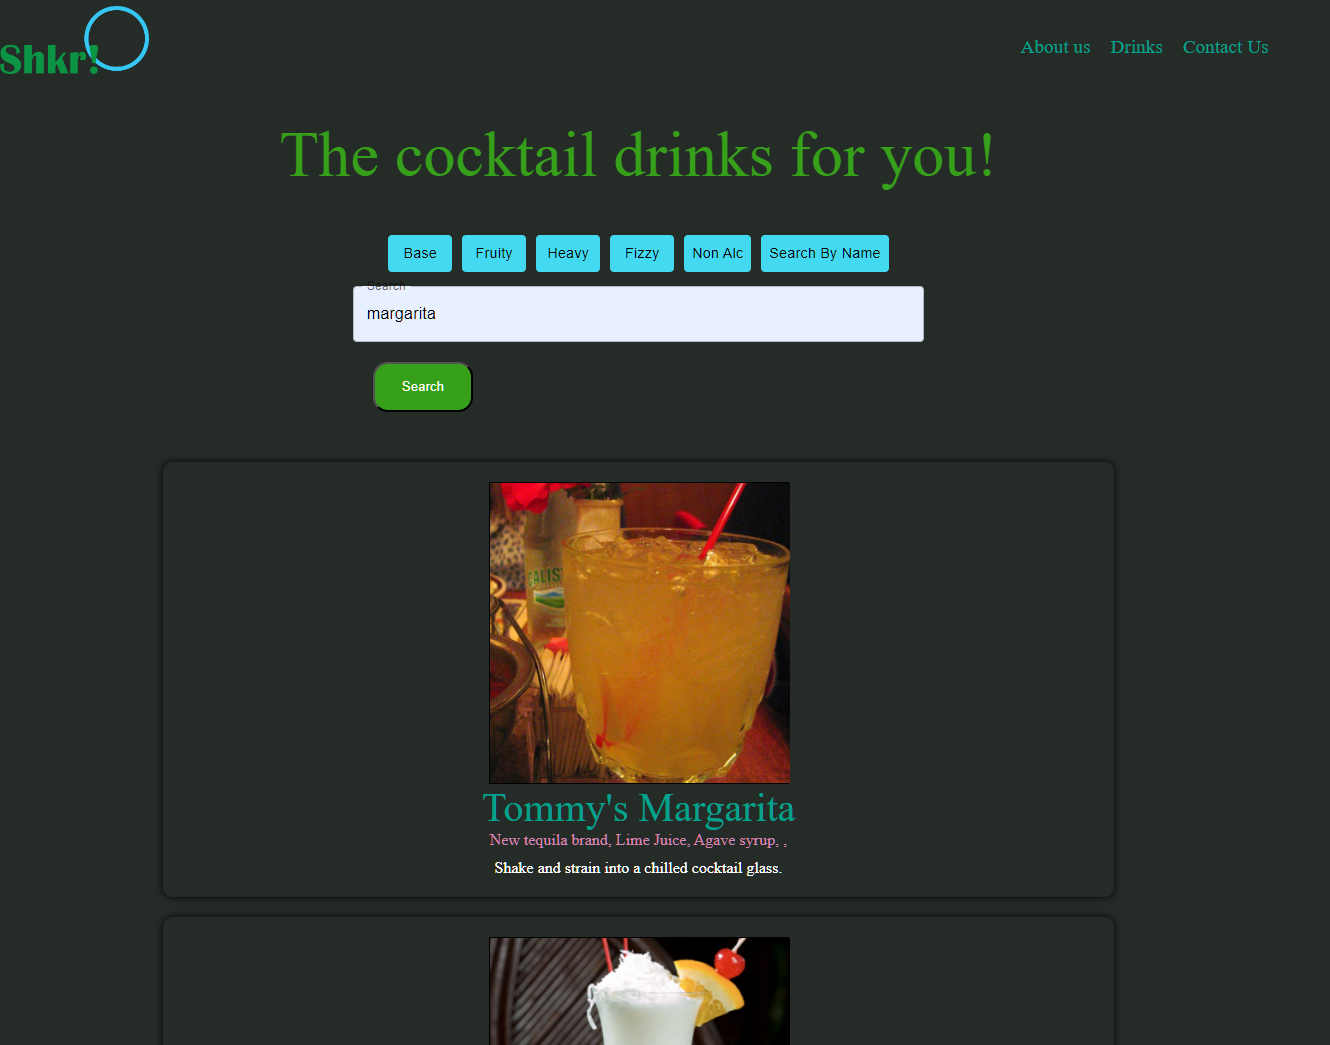 Shkr!
About us Drinks Contact Us
The cocktail drinks for you!
Base Fruity Heavy Fizzy Non Alc Search By Name
Search
margarita
Search
CALIS
Tommy's Margarita
New tequila brand, Lime Juice, Agave syrup, , 
Shake and strain into a chilled cocktail glass.